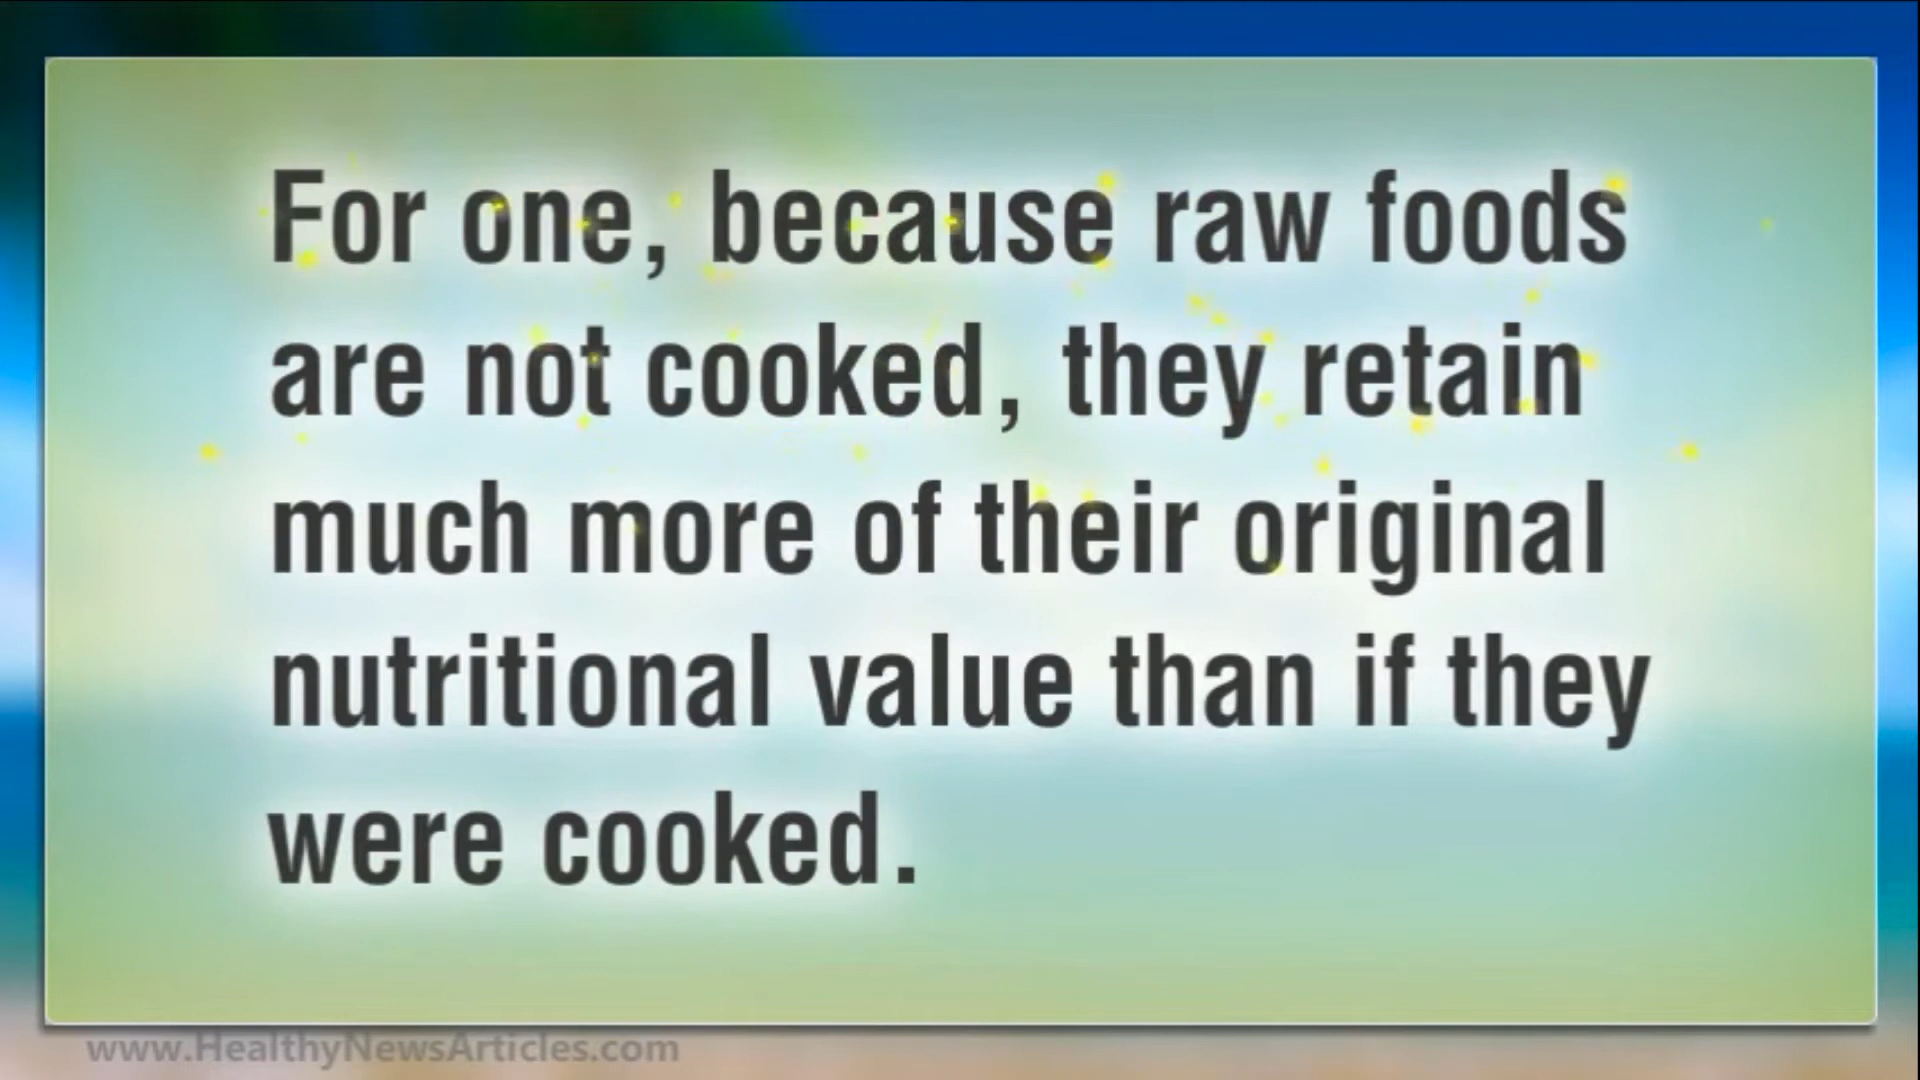 For one, because raw foods
are not cooked, they retain
much more of their original
nutritional value than if they
were cooked.
www.HealthyNewsArticles.com